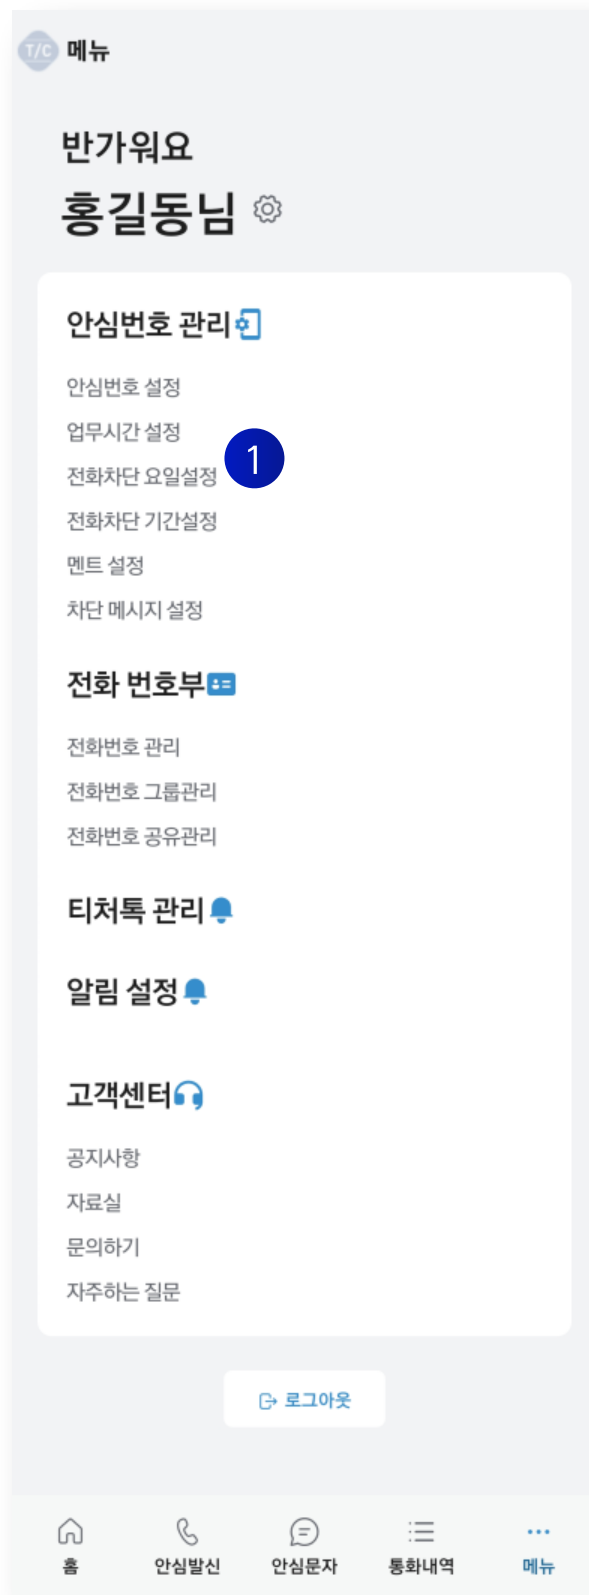 T/C 메뉴
반가워요
홍길동님
안심번호 관리
안심번호 설정
업무시간 설정
전화차단 요일설정
1
전화차단 기간설정
멘트 설정
차단 메시지 설정
전화 번호부
전화번호 관리
전화번호 그룹관리
전화번호 공유관리
티처톡 관리
알림 설정
고객센터
공지사항
자료실
문의하기
자주하는 질문
로그아웃
홈 안심발신 안심문자 통화내역 메뉴